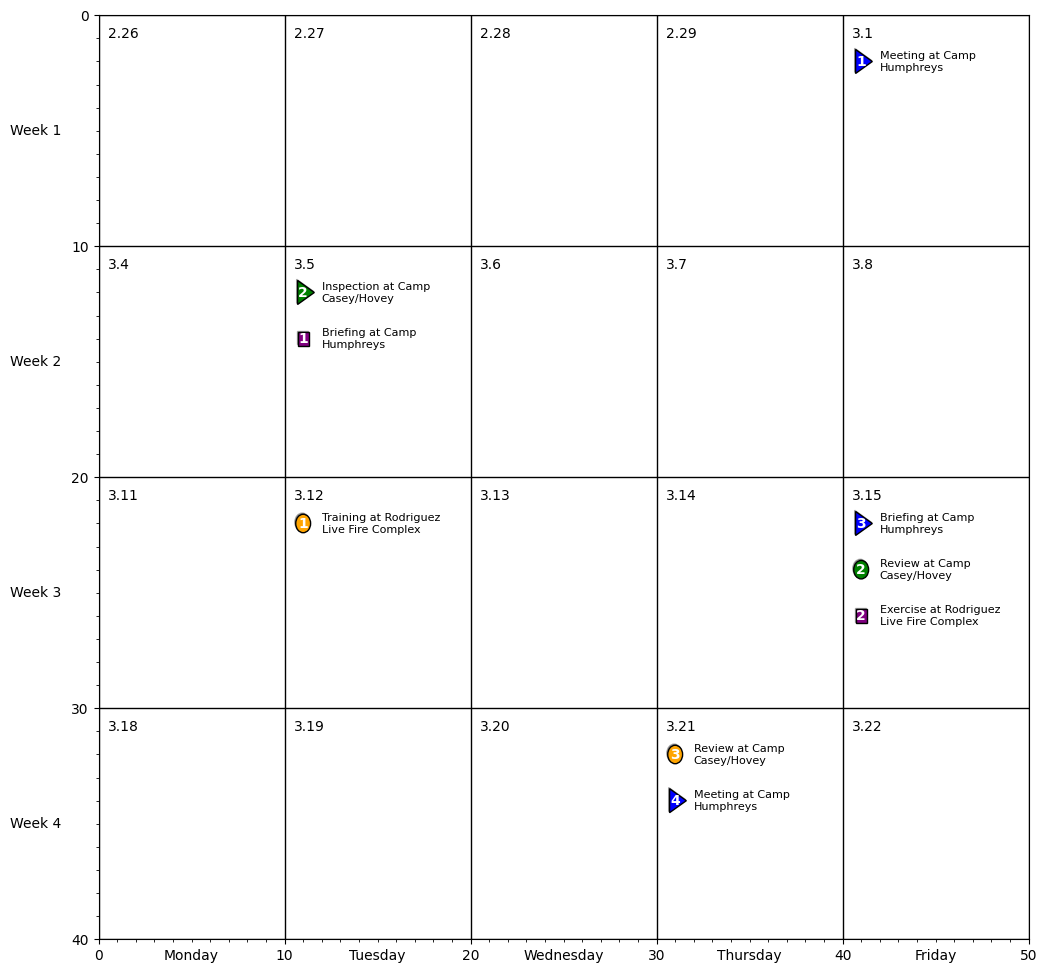 0
2.26
2.27
2.28
2.29
3.1
1
Meeting at Camp
Humphreys
Week 1
10
3.4
3.5
3.6
3.7
3.8
2
Inspection at Camp
Casey/Hovey
1
Briefing at Camp
Humphreys
Week 2
20
3.11
3.12
3.13
3.14
3.15
1
Training at Rodriguez
Live Fire Complex
3
Briefing at Camp
Humphreys
2
Review at Camp
Casey/Hovey
2
Exercise at Rodriguez
Live Fire Complex
Week 3
30
3.18
3.19
3.20
3.21
3.22
3
Review at Camp
Casey/Hovey
4
Meeting at Camp
Humphreys
Week 4
40
0 Monday 10 Tuesday 20 Wednesday 30 Thursday 40 Friday 50